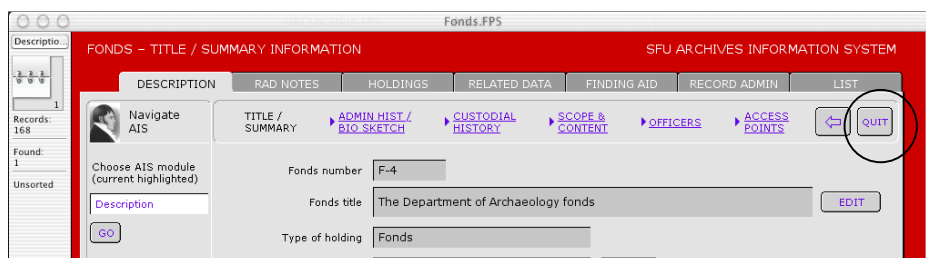 Fonds.FP5
Descriptio...
FONDS – TITLE / SUMMARY INFORMATION
SFU ARCHIVES INFORMATION SYSTEM
DESCRIPTION
RAD NOTES
HOLDINGS
RELATED DATA
FINDING AID
RECORD ADMIN
LIST
1
Records:
168
Found:
1
Unsorted
Navigate
AIS
TITLE /
SUMMARY
ADMIN HIST /
BIO SKETCH
CUSTODIAL
HISTORY
SCOPE &
CONTENT
OFFICERS
ACCESS
POINTS
QUIT
Choose AIS module
(current highlighted)
Description
GO
Fonds number
F-4
Fonds title
The Department of Archaeology fonds
EDIT
Type of holding
Fonds